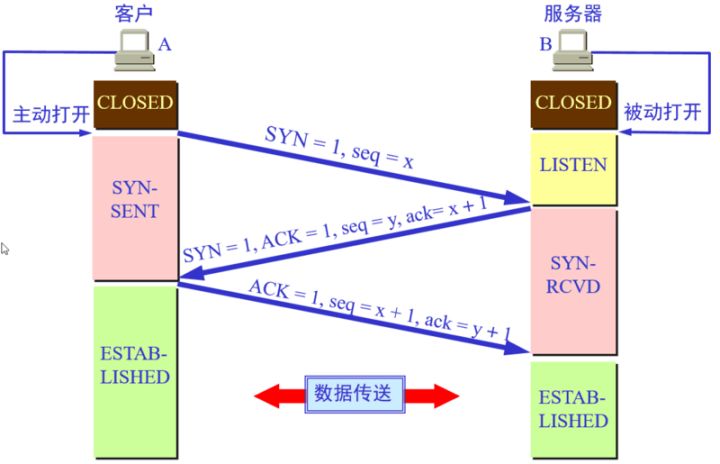 客户
服务器
A
B
CLOSED
CLOSED
主动打开
被动打开
SYN = 1, seq = x
LISTEN
SYN-
SENT
SYN = 1, ACK = 1, seq = y, ack= x + 1
SYN-
RCVD
ACK = 1, seq = x + 1, ack = y + 1
ESTAB-
LISHED
数据传送
ESTAB-
LISHED